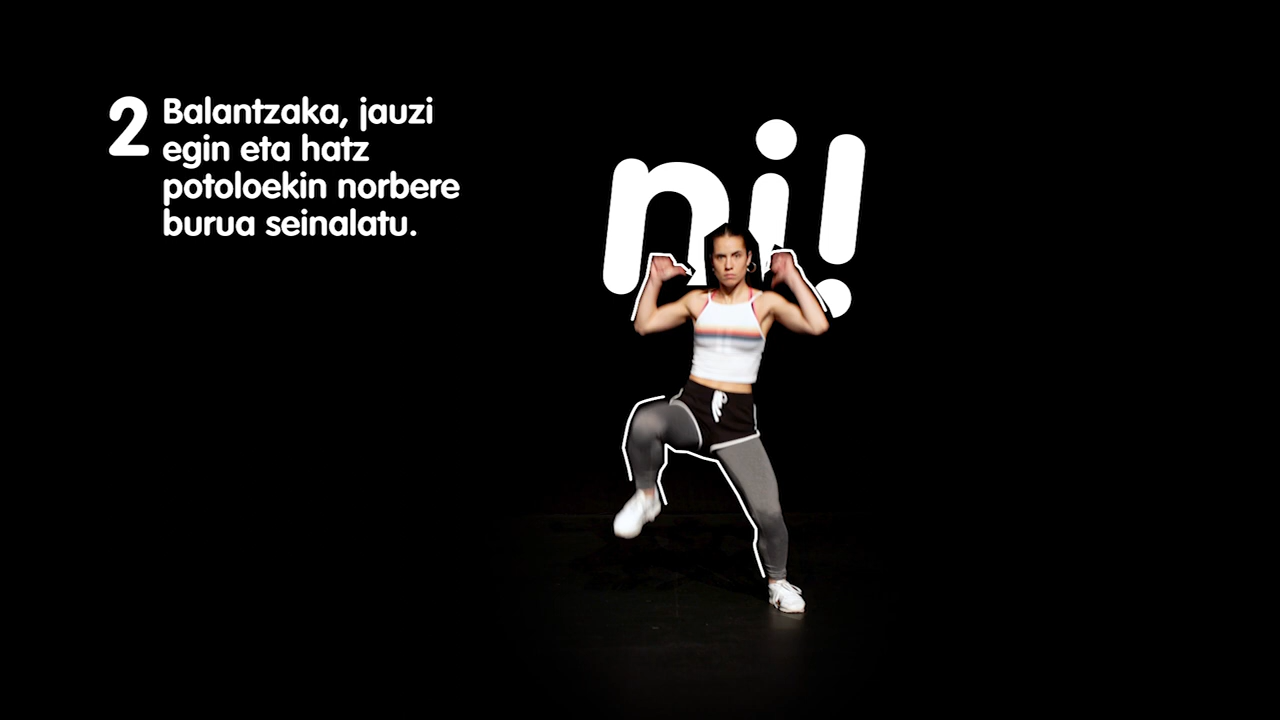 2 Balantzaka, jauzi
egin eta hatz
potoloekin norbere
burua seinalatu.
ni!